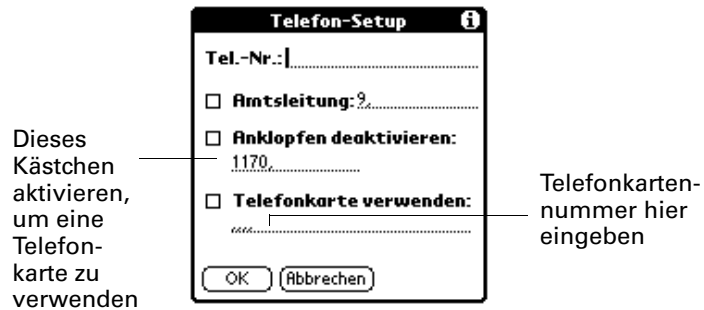 Telefon-Setup
Tel.-Nr.:
Amtsleitung: 9,
Anklopfen deaktivieren:
1170,
Telefonkarte verwenden:
,,,,
OK
Abbrechen
Dieses
Kästchen
aktivieren,
um eine
Telefon-
karte zu
verwenden
Telefonkarten-
nummer hier
eingeben